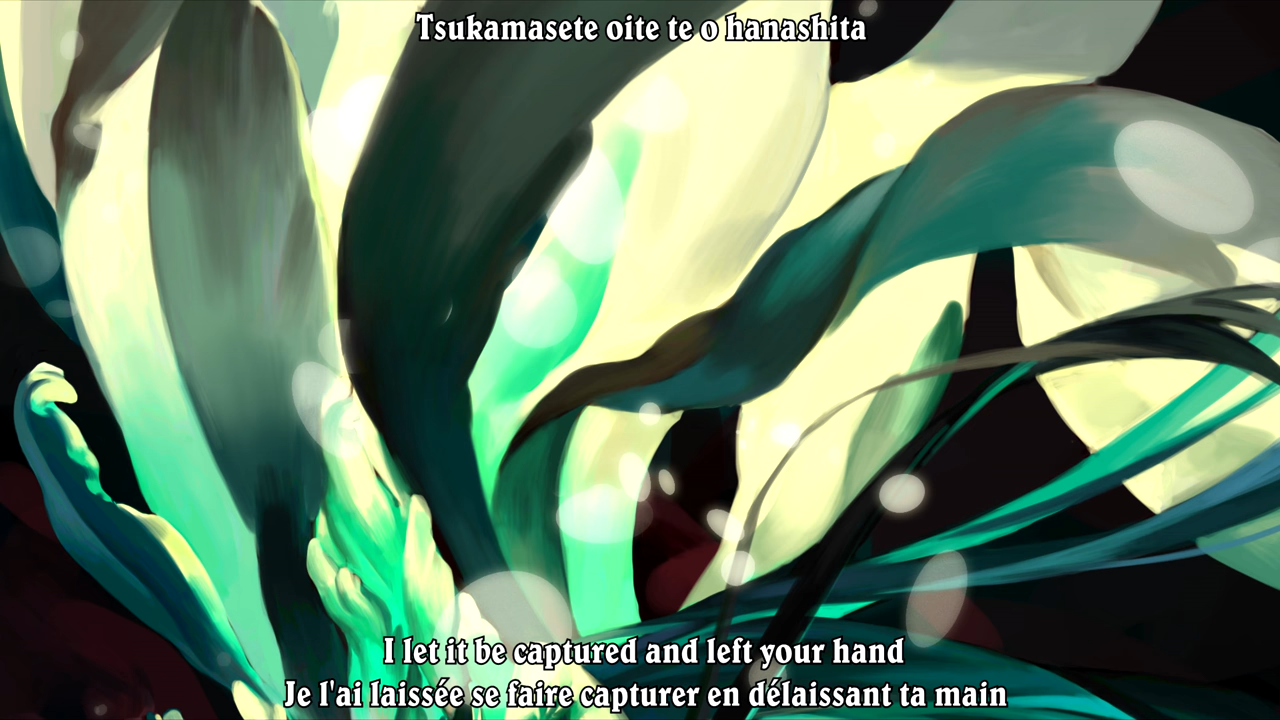 Tsukamasete oite te o hanashita
I let it be captured and left your hand
Je l'ai laissée se faire capturer en délaissant ta main